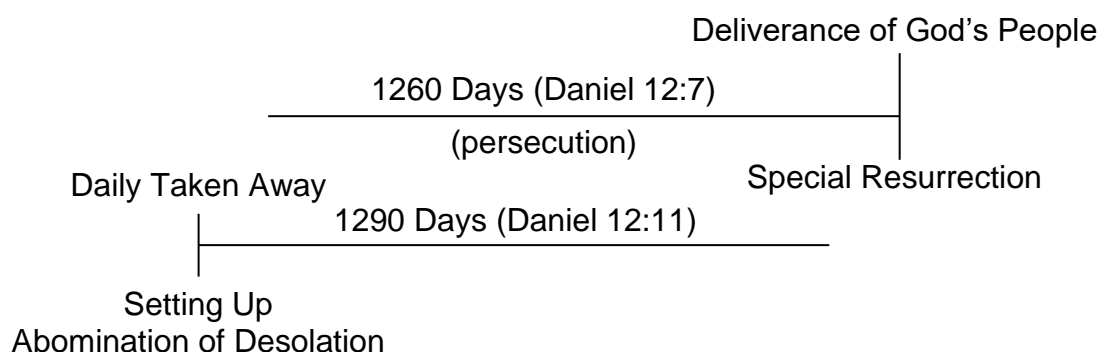 Deliverance of God’s People
1260 Days (Daniel 12:7)
(persecution)
Special Resurrection
Daily Taken Away
1290 Days (Daniel 12:11)
Setting Up
Abomination of Desolation